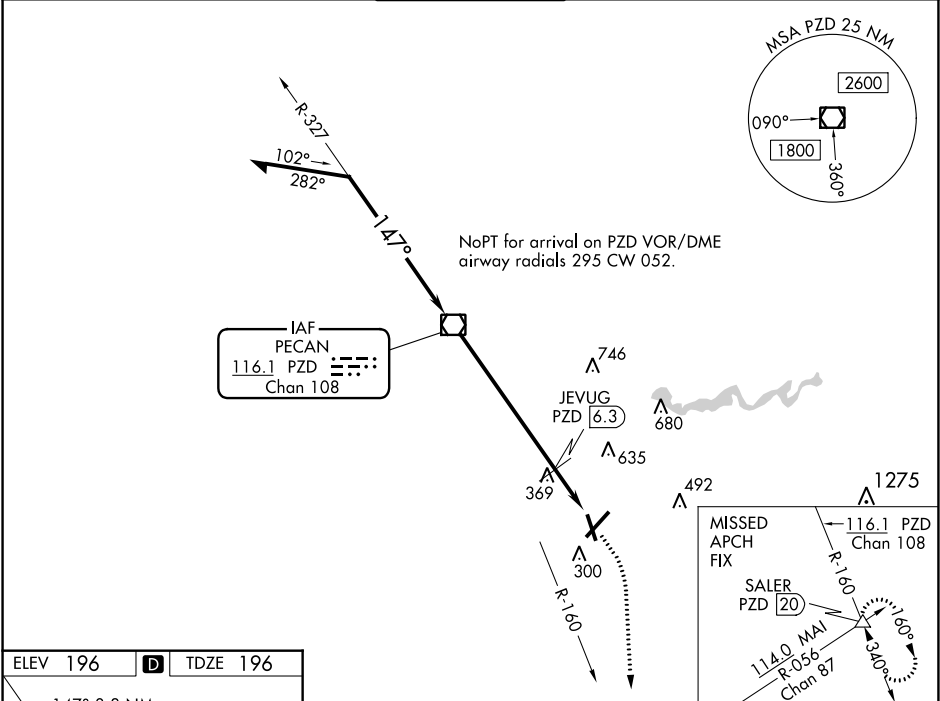 MSA PZD 25 NM
2600
090°
1800
360°
R-327
102°
282°
147°
NoPT for arrival on PZD VOR/DME
airway radials 295 CW 052.
IAF
PECAN
116.1 PZD
Chan 108
746
JEVUG
PZD 6.3
680
635
369
492
1275
300
R-160
MISSED
APCH
FIX
116.1 PZD
Chan 108
R-160
SALER
PZD 20
160°
340°
114.0 MAI
R-056
Chan 87
ELEV 196 D TDZE 196